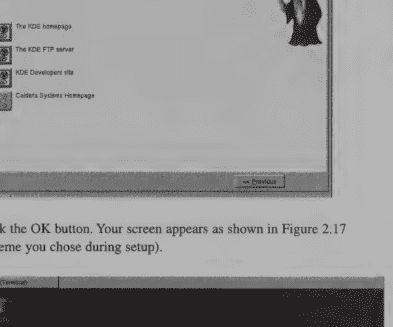 The KDE homepage
The KDE FTP server
KDE Developers site
Caldera Systems Homepage
<- Previous
k the OK button. Your screen appears as shown in Figure 2.17
eme you chose during setup).
(Terminal)